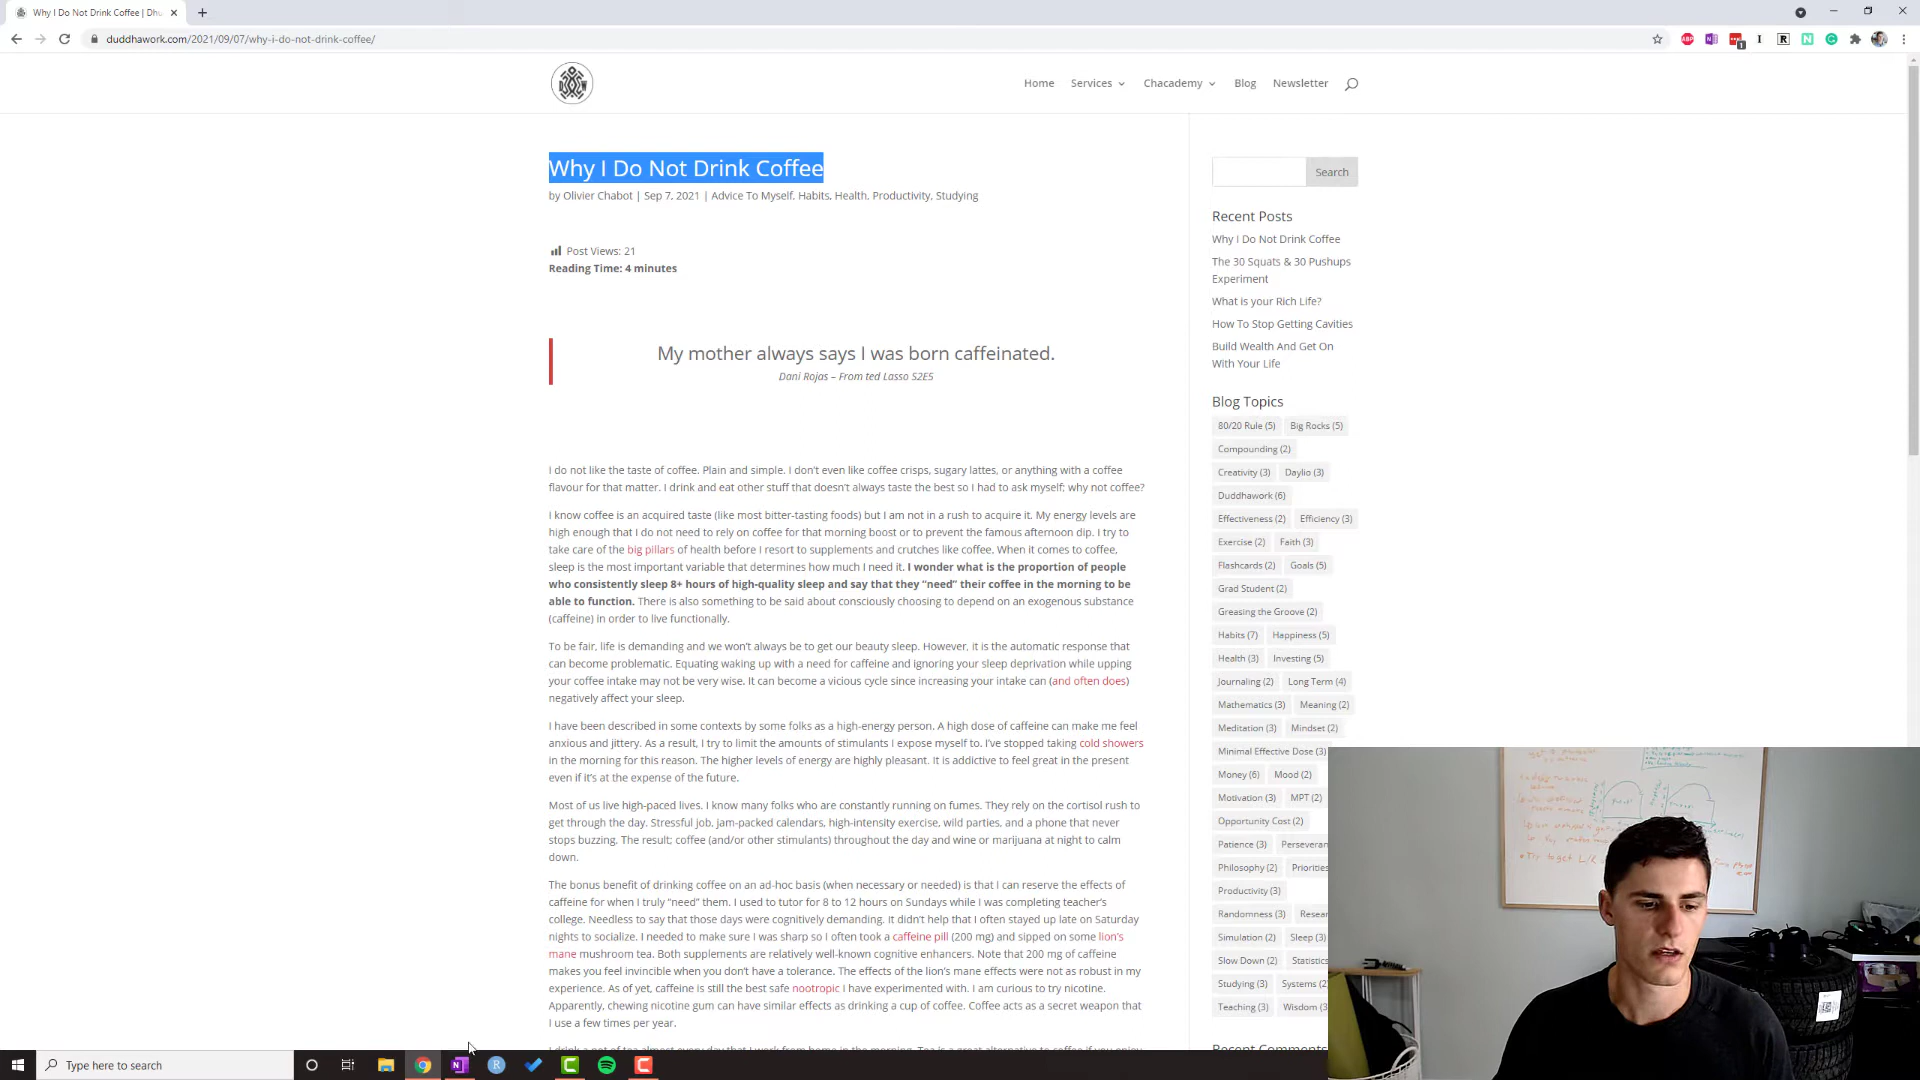 Why I Do Not Drink Coffee | Dhu
duddhawork.com/2021/09/07/why-i-do-not-drink-coffee/
Home Services Chacademy Blog Newsletter
Why I Do Not Drink Coffee
by Olivier Chabot | Sep 7, 2021 | Advice To Myself, Habits, Health, Productivity, Studying
Post Views: 21
Reading Time: 4 minutes
My mother always says I was born caffeinated.
Dani Rojas – From ted Lasso S2E5
I do not like the taste of coffee. Plain and simple. I don't even like coffee crisps, sugary lattes, or anything with a coffee
flavour for that matter. I drink and eat other stuff that doesn't always taste the best so I had to ask myself; why not coffee?
I know coffee is an acquired taste (like most bitter-tasting foods) but I am not in a rush to acquire it. My energy levels are
high enough that I do not need to rely on coffee for that morning boost or to prevent the famous afternoon dip. I try to
take care of the big pillars of health before I resort to supplements and crutches like coffee. When it comes to coffee,
sleep is the most important variable that determines how much I need it. I wonder what is the proportion of people
who consistently sleep 8+ hours of high-quality sleep and say that they “need” their coffee in the morning to be
able to function. There is also something to be said about consciously choosing to depend on an exogenous substance
(caffeine) in order to live functionally.
To be fair, life is demanding and we won't always be to get our beauty sleep. However, it is the automatic response that
can become problematic. Equating waking up with a need for caffeine and ignoring your sleep deprivation while upping
your coffee intake may not be very wise. It can become a vicious cycle since increasing your intake can (and often does)
negatively affect your sleep.
I have been described in some contexts by some folks as a high-energy person. A high dose of caffeine can make me feel
anxious and jittery. As a result, I try to limit the amounts of stimulants I expose myself to. I've stopped taking cold showers
in the morning for this reason. The higher levels of energy are highly pleasant. It is addictive to feel great in the present
even if it's at the expense of the future.
Most of us live high-paced lives. I know many folks who are constantly running on fumes. They rely on the cortisol rush to
get through the day. Stressful job, jam-packed calendars, high-intensity exercise, wild parties, and a phone that never
stops buzzing. The result; coffee (and/or other stimulants) throughout the day and wine or marijuana at night to calm
down.
The bonus benefit of drinking coffee on an ad-hoc basis (when necessary or needed) is that I can reserve the effects of
caffeine for when I truly “need” them. I used to tutor for 8 to 12 hours on Sundays while I was completing teacher's
college. Needless to say that those days were cognitively demanding. It didn't help that I often stayed up late on Saturday
nights to socialize. I needed to make sure I was sharp so I often took a caffeine pill (200 mg) and sipped on some lion's
mane mushroom tea. Both supplements are relatively well-known cognitive enhancers. Note that 200 mg of caffeine
makes you feel invincible when you don't have a tolerance. The effects of the lion's mane effects were not as robust in my
experience. As of yet, caffeine is still the best safe nootropic I have experimented with. I am curious to try nicotine.
Apparently, chewing nicotine gum can have similar effects as drinking a cup of coffee. Coffee acts as a secret weapon that
I use a few times per year.
I drink a pot of tea almost every day that I work from home in the morning. Tea is a great alternative to coffee if you enjoy
Search
Recent Posts
Why I Do Not Drink Coffee
The 30 Squats & 30 Pushups
Experiment
What is your Rich Life?
How To Stop Getting Cavities
Build Wealth And Get On
With Your Life
Blog Topics
80/20 Rule (5) Big Rocks (5)
Compounding (2)
Creativity (3) Daylio (3)
Duddhawork (6)
Effectiveness (2) Efficiency (3)
Exercise (2) Faith (3)
Flashcards (2) Goals (5)
Grad Student (2)
Greasing the Groove (2)
Habits (7) Happiness (5)
Health (3) Investing (5)
Journaling (2) Long Term (4)
Mathematics (3) Meaning (2)
Meditation (3) Mindset (2)
Minimal Effective Dose (3)
Money (6) Mood (2)
Motivation (3) MPT (2)
Opportunity Cost (2)
Patience (3) Perseveran
Philosophy (2) Priorities
Productivity (3)
Randomness (3) Resear
Simulation (2) Sleep (3)
Slow Down (2) Statistics
Studying (3) Systems (2
Teaching (3) Wisdom (3
Recent Comments
Type here to search